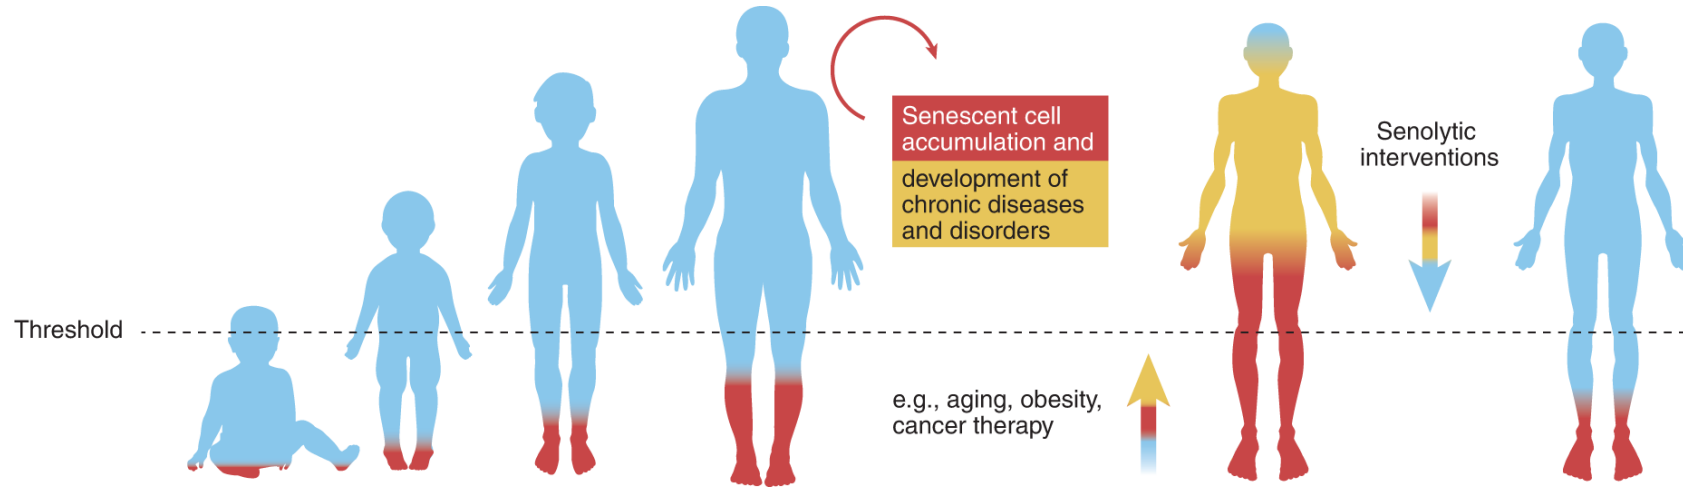 Senescent cell
accumulation and
development of
chronic diseases
and disorders
Senolytic
interventions
Threshold
e.g., aging, obesity,
cancer therapy